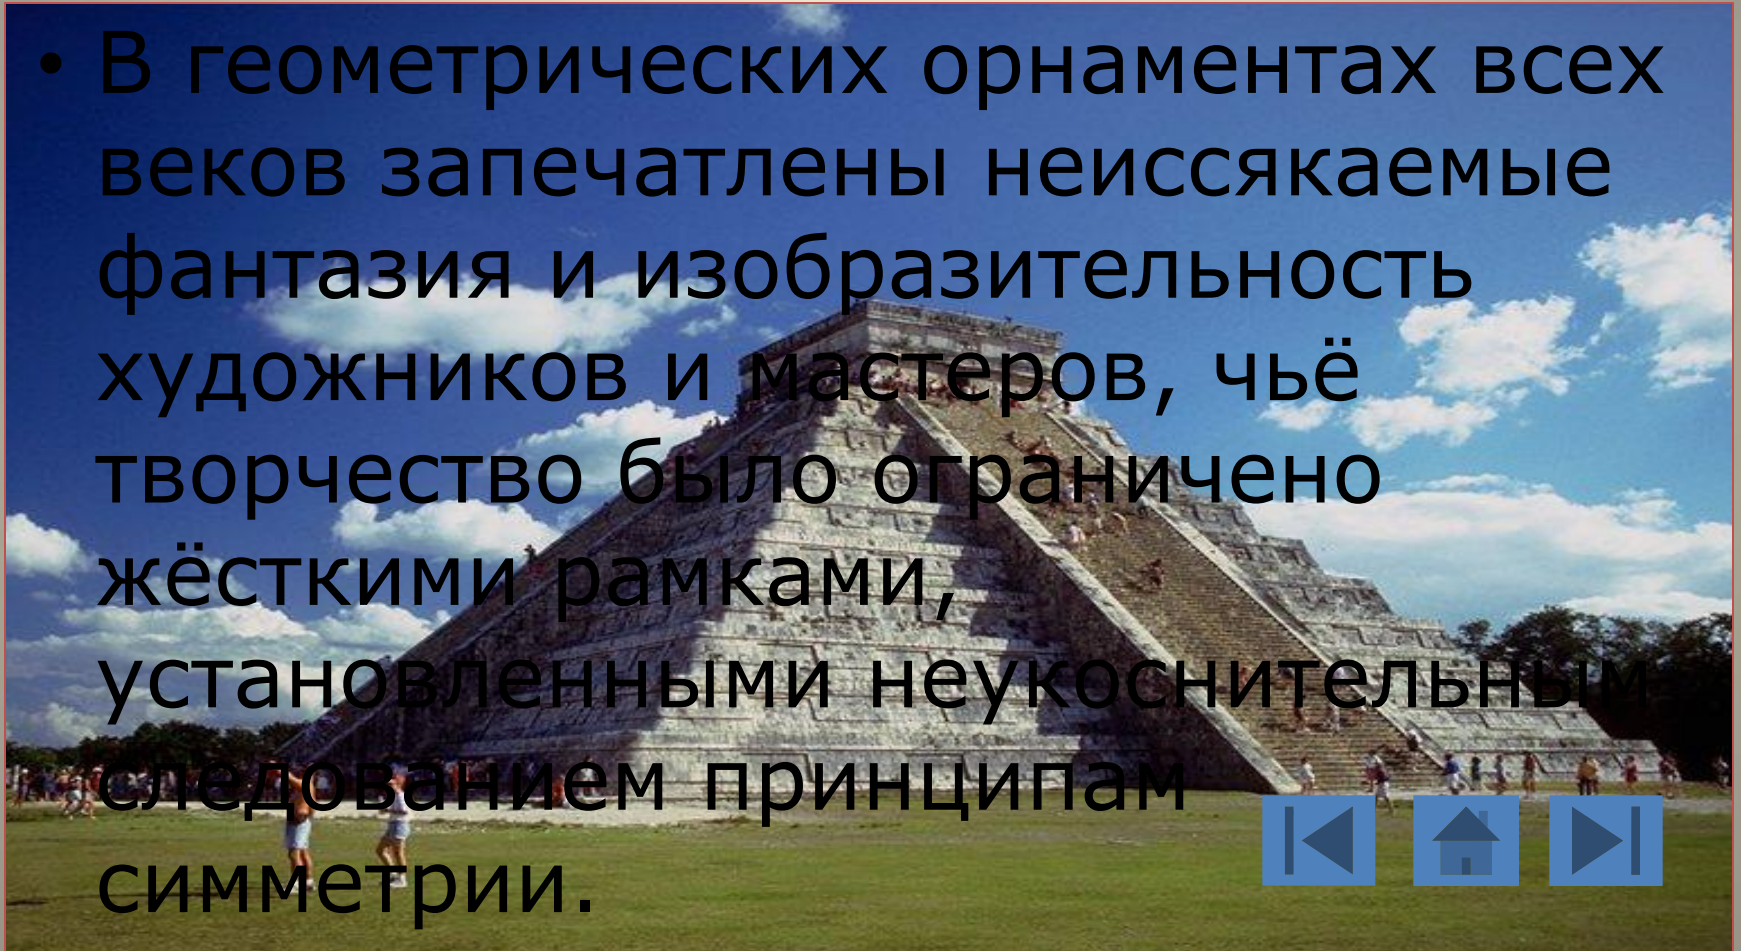 • В геометрических орнаментах всех
веков запечатлены неиссякаемые
фантазия и изобразительность
художников и мастеров, чьё
творчество было ограничено
жёсткими рамками,
установленными неукоснительным
следованием принципам
симметрии.